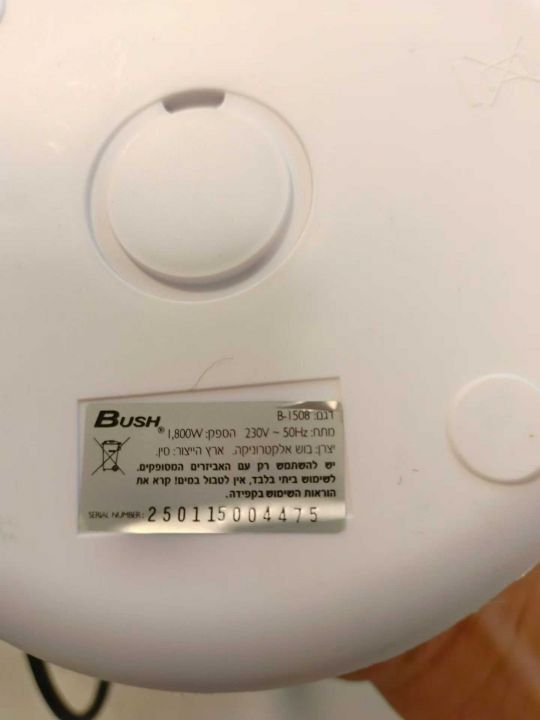 BUSH®
דגם: B-1508
מתח: 230V ~ 50Hz הספק: 1,800W
יצרן: בוש אלקטרוניקה. ארץ הייצור: סין.
יש להשתמש רק עם האביזרים המסופקים.
לשימוש ביתי בלבד, אין לטבול במים! קרא את
הוראות השימוש בקפידה.
SERIAL NUMBER: 250115004475